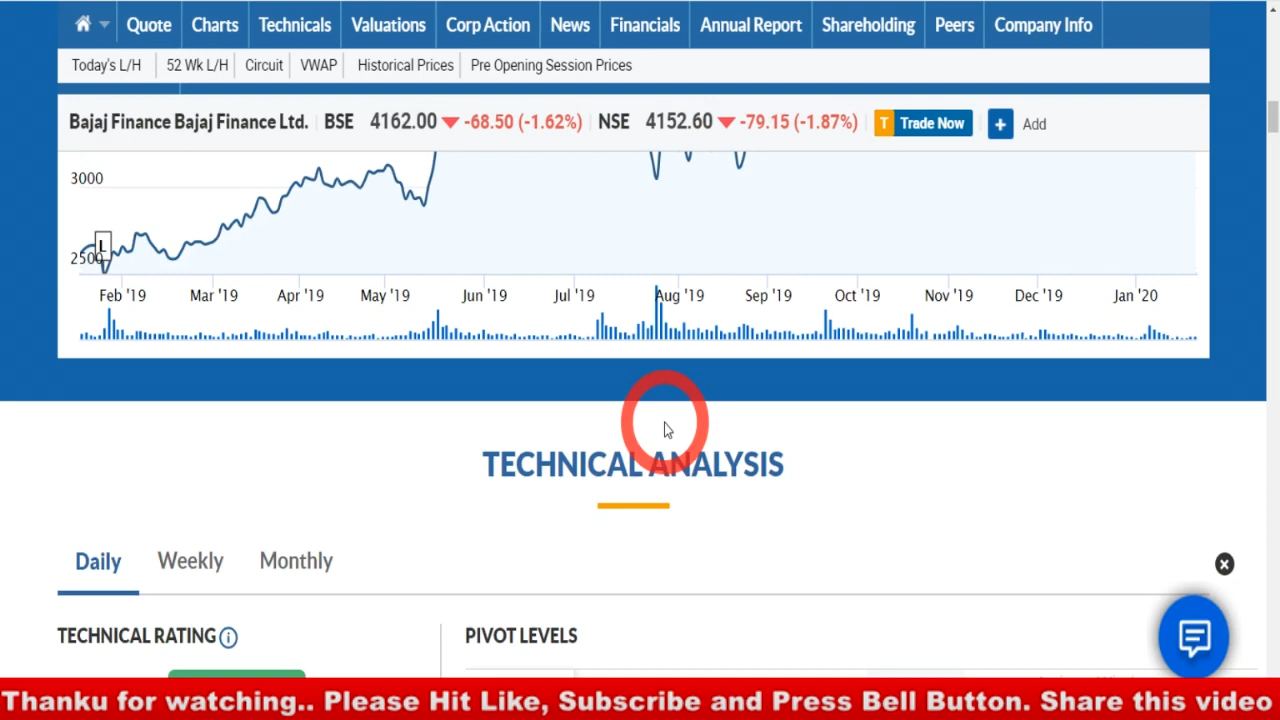 Quote Charts Technicals Valuations Corp Action News Financials Annual Report Shareholding Peers Company Info
Today's L/H 52 Wk L/H Circuit VWAP Historical Prices Pre Opening Session Prices
Bajaj Finance Bajaj Finance Ltd. BSE 4162.00 -68.50 (-1.62%) NSE 4152.60 -79.15 (-1.87%) T Trade Now + Add
3000
L
2500
Feb '19 Mar '19 Apr '19 May '19 Jun '19 Jul '19 Aug '19 Sep '19 Oct '19 Nov '19 Dec '19 Jan '20
TECHNICAL ANALYSIS
Daily Weekly Monthly
TECHNICAL RATING PIVOT LEVELS
Thanku for watching.. Please Hit Like, Subscribe and Press Bell Button. Share this video